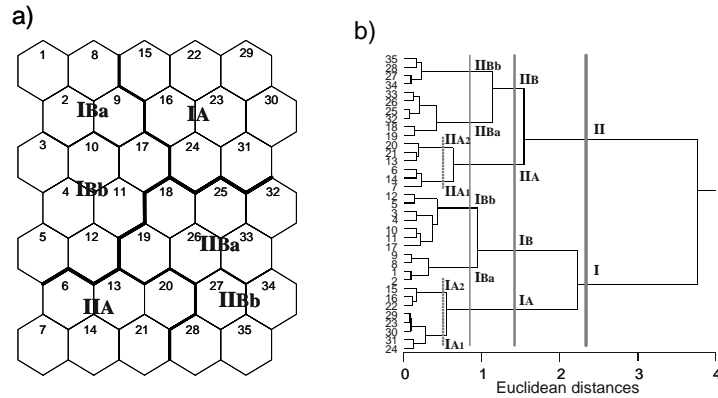 a)
1 8 15 22 29
2 9 16 23 30
IBa IA
3 10 17 24 31
4 11 18 25 32
IBb
5 12 19 26 33
IIBa
6 13 20 27 34
IIA IIBb
7 14 21 28 35
b)
35
28
27
34
33
26
25
32
18
19
20
21
13
6
14
7
12
5
3
4
10
11
17
9
8
1
2
15
16
22
29
23
30
31
24
IIBb IIB
IIBa II
IIA2
IIA1 IIA
IBb
IB
IBa I
IA2 IA
IA1
0 1 2 3 4
Euclidean distances